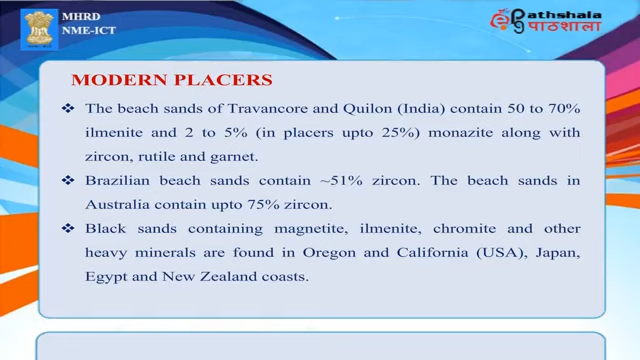 MHRD
NME-ICT
epathshala
पाठशाला
MODERN PLACERS
❖ The beach sands of Travancore and Quilon (India) contain 50 to 70%
ilmenite and 2 to 5% (in placers upto 25%) monazite along with
zircon, rutile and garnet.
❖ Brazilian beach sands contain ~51% zircon. The beach sands in
Australia contain upto 75% zircon.
❖ Black sands containing magnetite, ilmenite, chromite and other
heavy minerals are found in Oregon and California (USA), Japan,
Egypt and New Zealand coasts.